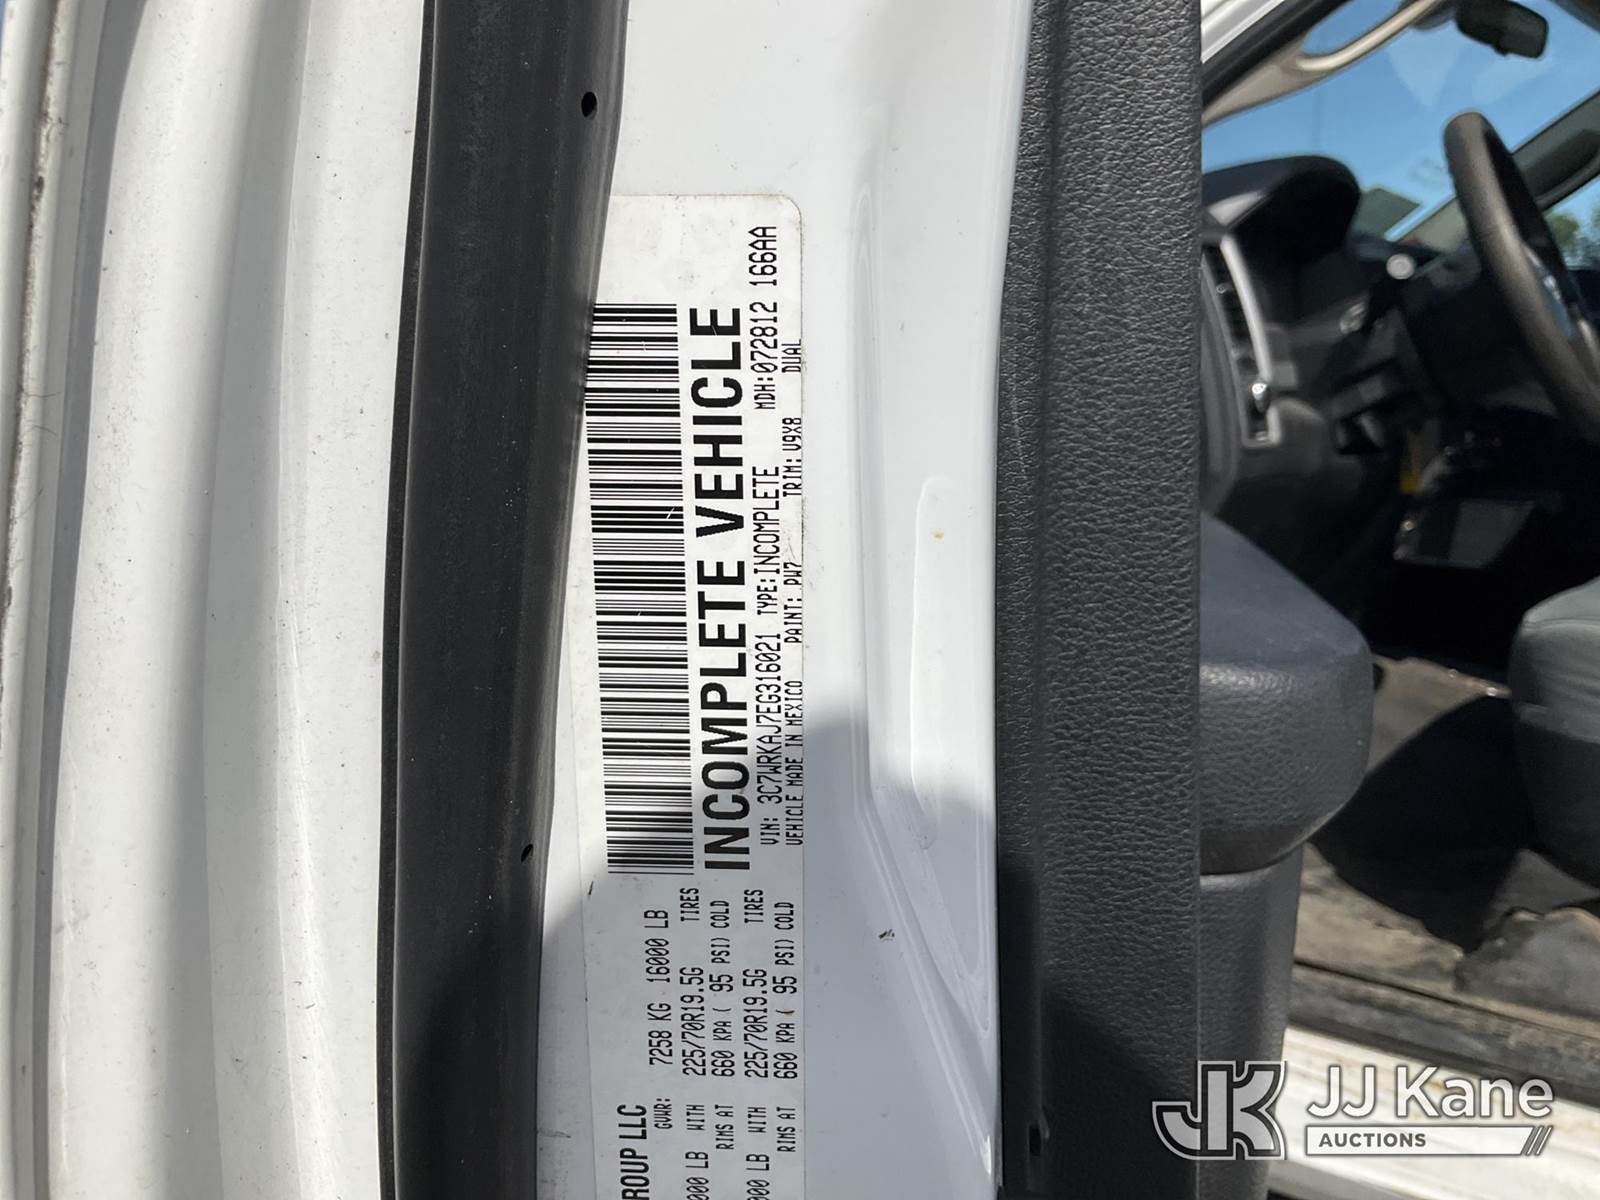 ROUP LLC
GVWR: 7258 KG 16000 LB
000 LB WITH 225/70R19.5G TIRES
RIMS AT 660 KPA ( 95 PSI) COLD
000 LB WITH 225/70R19.5G TIRES
RIMS AT 660 KPA ( 95 PSI) COLD
INCOMPLETE VEHICLE
VIN: 3C7WRKAJ7EG316021 TYPE:INCOMPLETE MDH:072812 166AA
VEHICLE MADE IN MEXICO PAINT: PW7 TRIM: V9X8 DUAL
JK JJ Kane
AUCTIONS